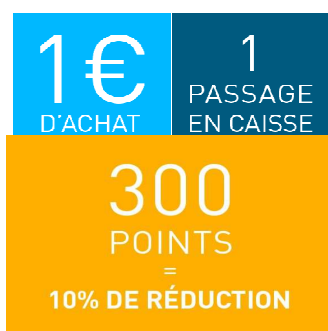 1€
D'ACHAT
1
PASSAGE
EN CAISSE
300
POINTS
=
10% DE RÉDUCTION